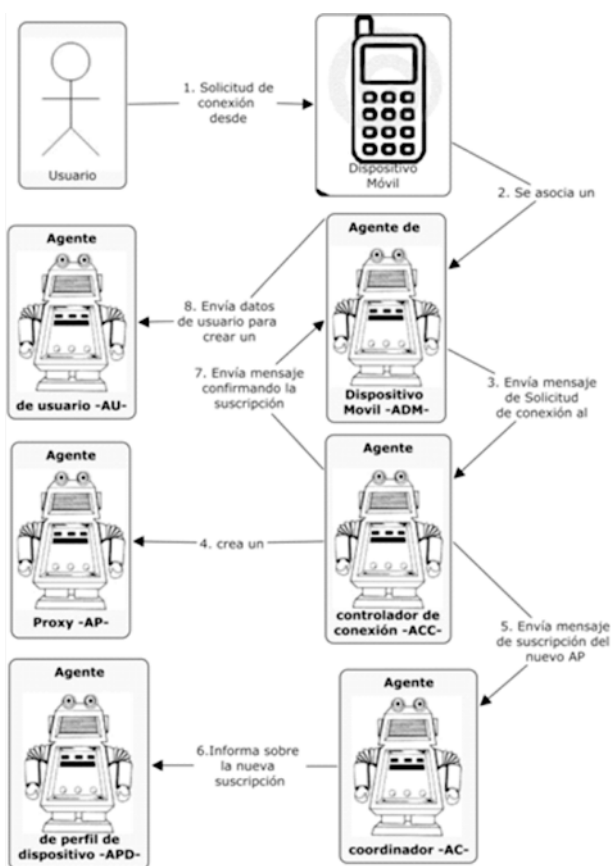 1. Solicitud de
conexión
desde
Usuario
Dispositivo
Móvil
2. Se asocia un
Agente
de usuario -AU-
8. Envía datos
de usuario para
crear un
Agente de
Dispositivo
Movil -ADM-
7. Envía mensaje
confirmando la
suscripción
3. Envía mensaje
de Solicitud
de conexión al
Agente
Proxy -AP-
4. crea un
Agente
controlador de
conexión -ACC-
5. Envía mensaje
de suscripción del
nuevo AP
Agente
de perfil de
dispositivo -APD-
6.Informa sobre
la nueva
suscripción
Agente
coordinador -AC-